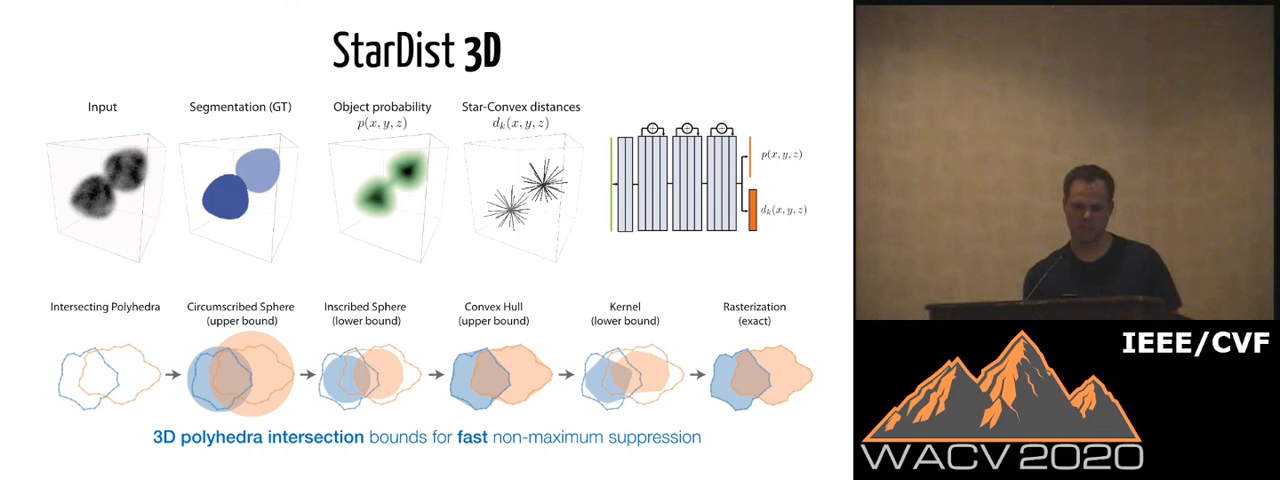 StarDist 3D
Input
Segmentation (GT)
Object probability
p(x, y, z)
Star-Convex distances
d_k(x, y, z)
p(x, y, z)
d_k(x, y, z)
Intersecting Polyhedra
Circumscribed Sphere
(upper bound)
Inscribed Sphere
(lower bound)
Convex Hull
(upper bound)
Kernel
(lower bound)
Rasterization
(exact)
3D polyhedra intersection bounds for fast non-maximum suppression
IEEE/CVF
WACV 2020